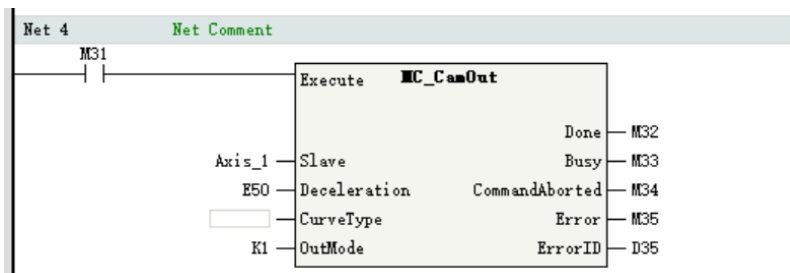 Net 4 Net Comment
M31
Execute MC_CamOut
Done M32
Axis_1 Slave Busy M33
E50 Deceleration CommandAborted M34
CurveType Error M35
K1 OutMode ErrorID D35